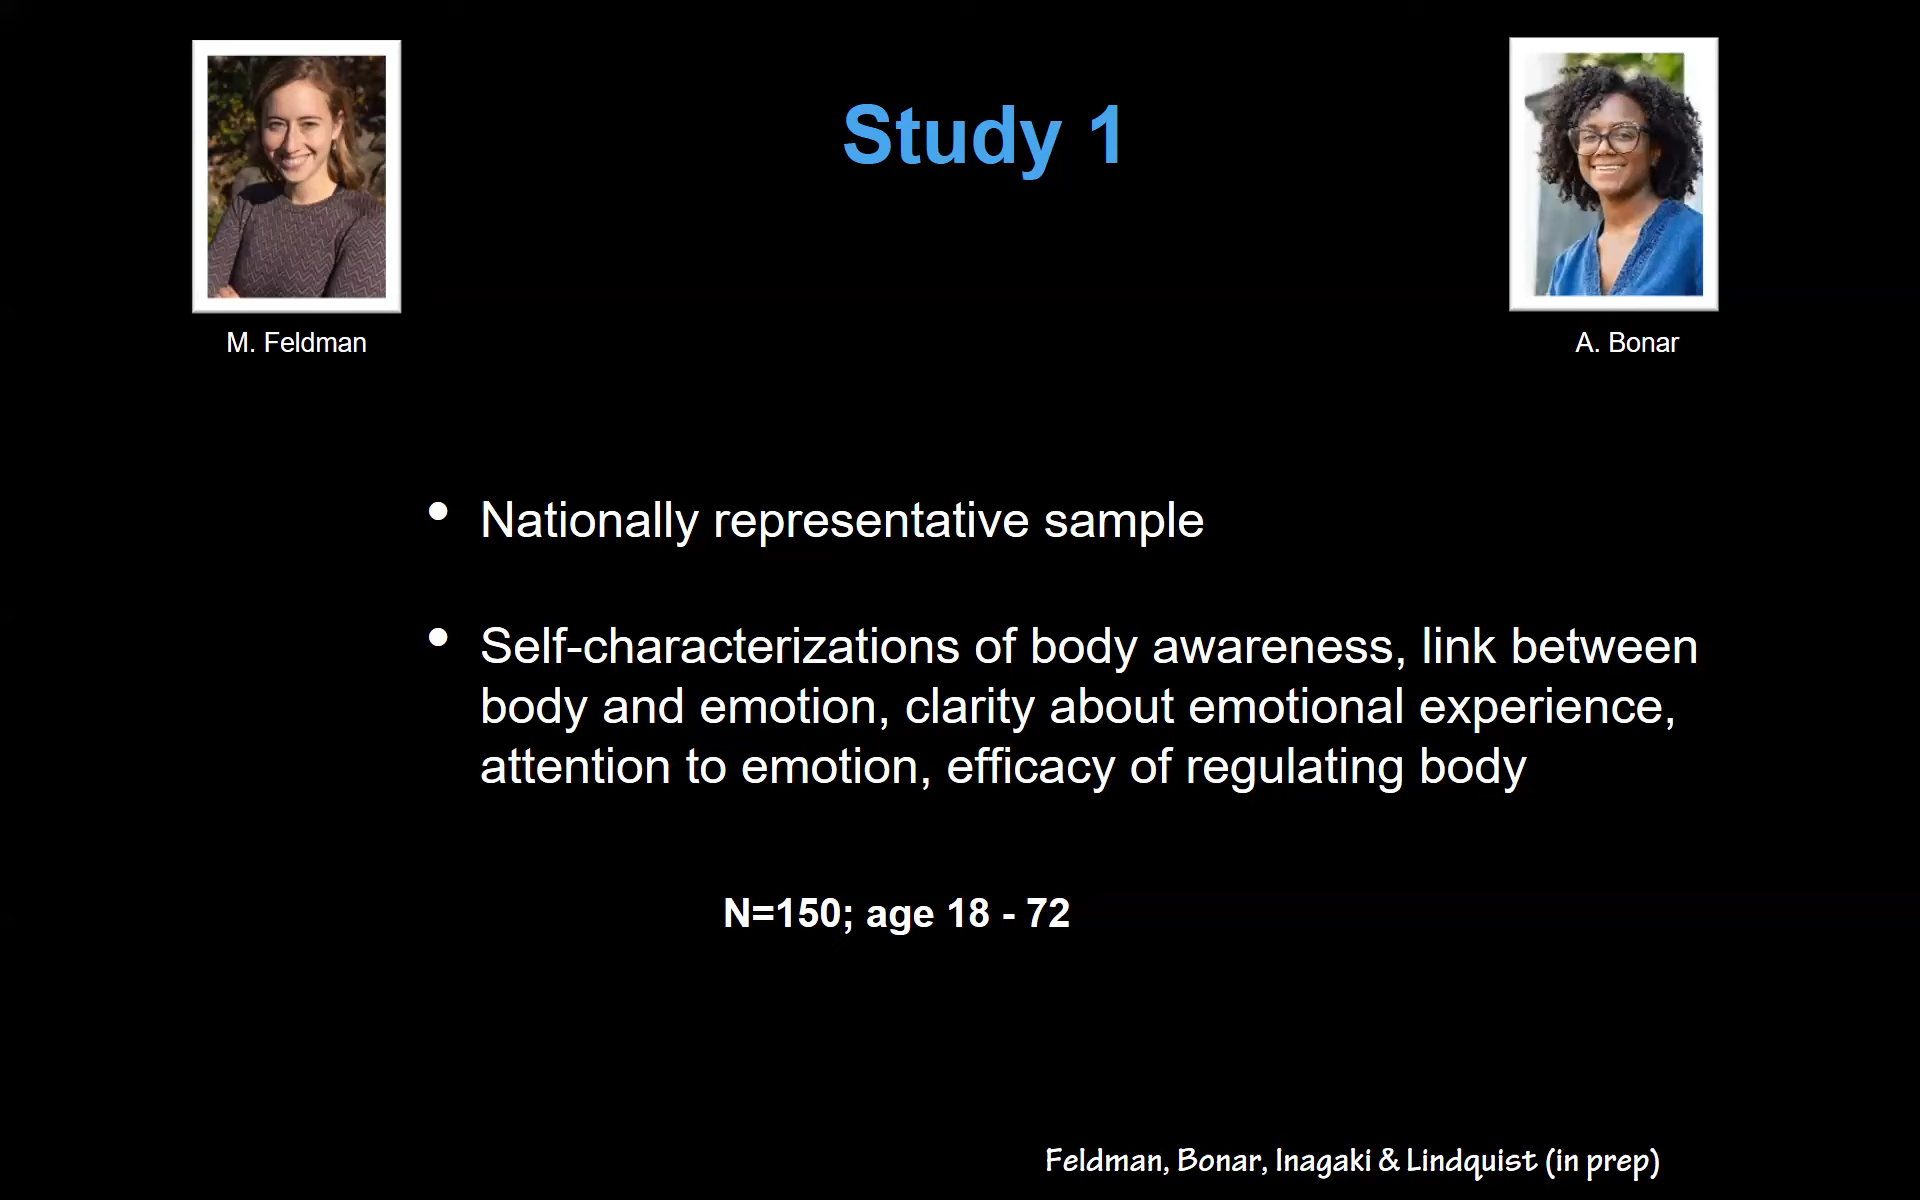 Study 1
M. Feldman
A. Bonar
• Nationally representative sample
• Self-characterizations of body awareness, link between
body and emotion, clarity about emotional experience,
attention to emotion, efficacy of regulating body
N=150; age 18 - 72
Feldman, Bonar, Inagaki & Lindquist (in prep)